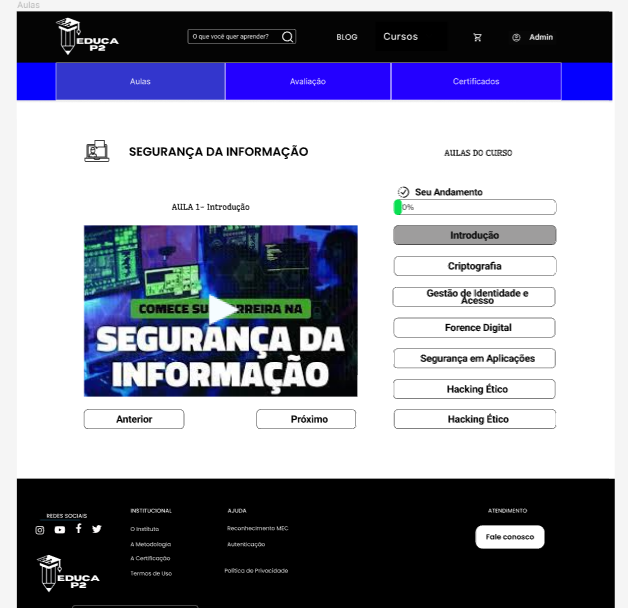 Aulas
EDUCA
P2
O que você quer aprender?
BLOG
Cursos
Admin
Aulas
Avaliação
Certificados
SEGURANÇA DA INFORMAÇÃO
AULAS DO CURSO
Seu Andamento
0%
AULA 1- Introdução
COMECE SUA CARREIRA NA
SEGURANÇA DA
INFORMAÇÃO
Introdução
Criptografia
Gestão de Identidade e
Acesso
Forence Digital
Segurança em Aplicações
Hacking Ético
Hacking Ético
Anterior
Próximo
REDES SOCIAIS
INSTITUCIONAL
O Instituto
A Metodologia
A Certificação
Termos de Uso
AJUDA
Reconhecimento MEC
Autenticação
Política de Privacidade
ATENDIMENTO
Fale conosco
EDUCA
P2